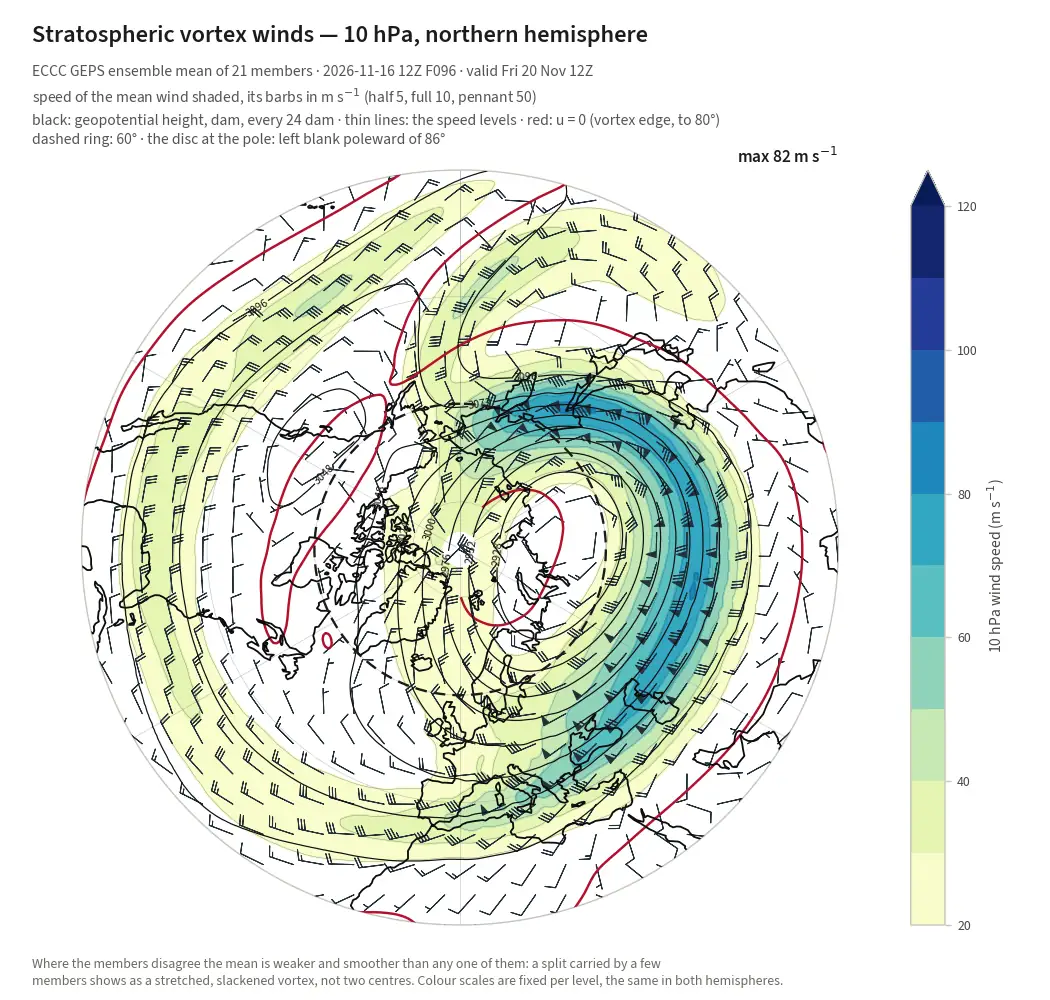 Stratospheric vortex winds — 10 hPa, northern hemisphere
ECCC GEPS ensemble mean of 21 members · 2026-11-16 12Z F096 · valid Fri 20 Nov 12Z
speed of the mean wind shaded, its barbs in m s⁻¹ (half 5, full 10, pennant 50)
black: geopotential height, dam, every 24 dam · thin lines: the speed levels · red: u = 0 (vortex edge, to 80°)
dashed ring: 60° · the disc at the pole: left blank poleward of 86°
max 82 m s⁻¹
120
100
80
60
40
20
10 hPa wind speed (m s⁻¹)
3096
3048
3000
2976
2952
2928
Where the members disagree the mean is weaker and smoother than any one of them: a split carried by a few
members shows as a stretched, slackened vortex, not two centres. Colour scales are fixed per level, the same in both hemispheres.